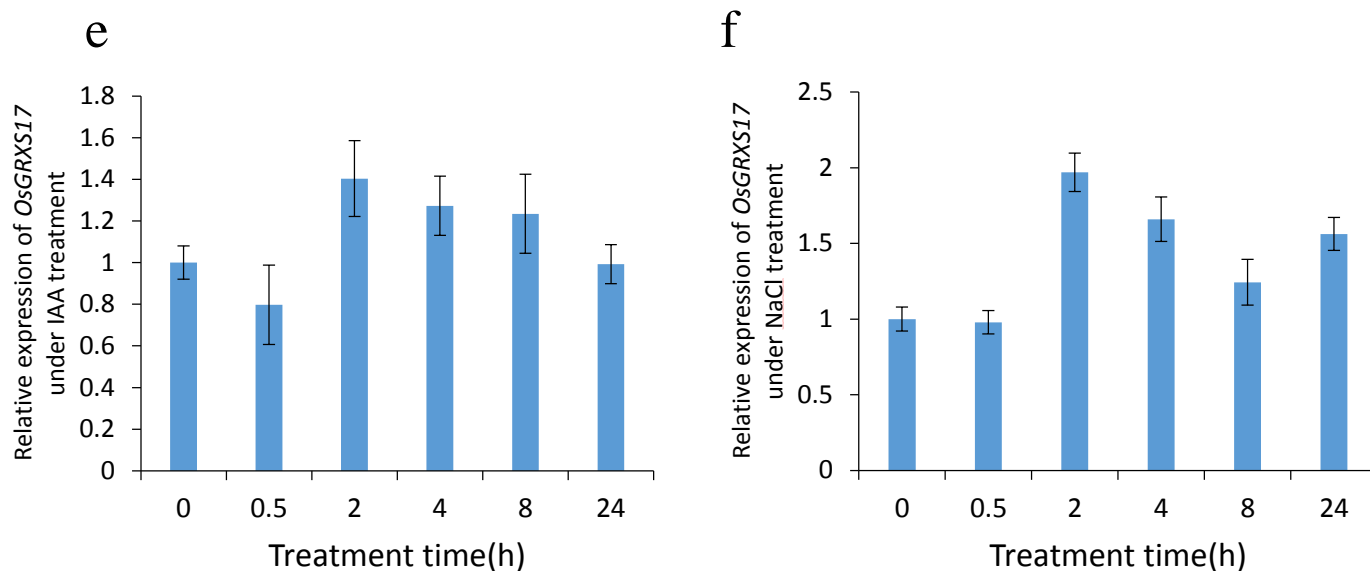 e
Relative expression of OsGRXS17
under IAA treatment
1.8
1.6
1.4
1.2
1
0.8
0.6
0.4
0.2
0
0 0.5 2 4 8 24
Treatment time(h)
f
Relative expression of OsGRXS17
under NaCl treatment
2.5
2
1.5
1
0.5
0
0 0.5 2 4 8 24
Treatment time(h)